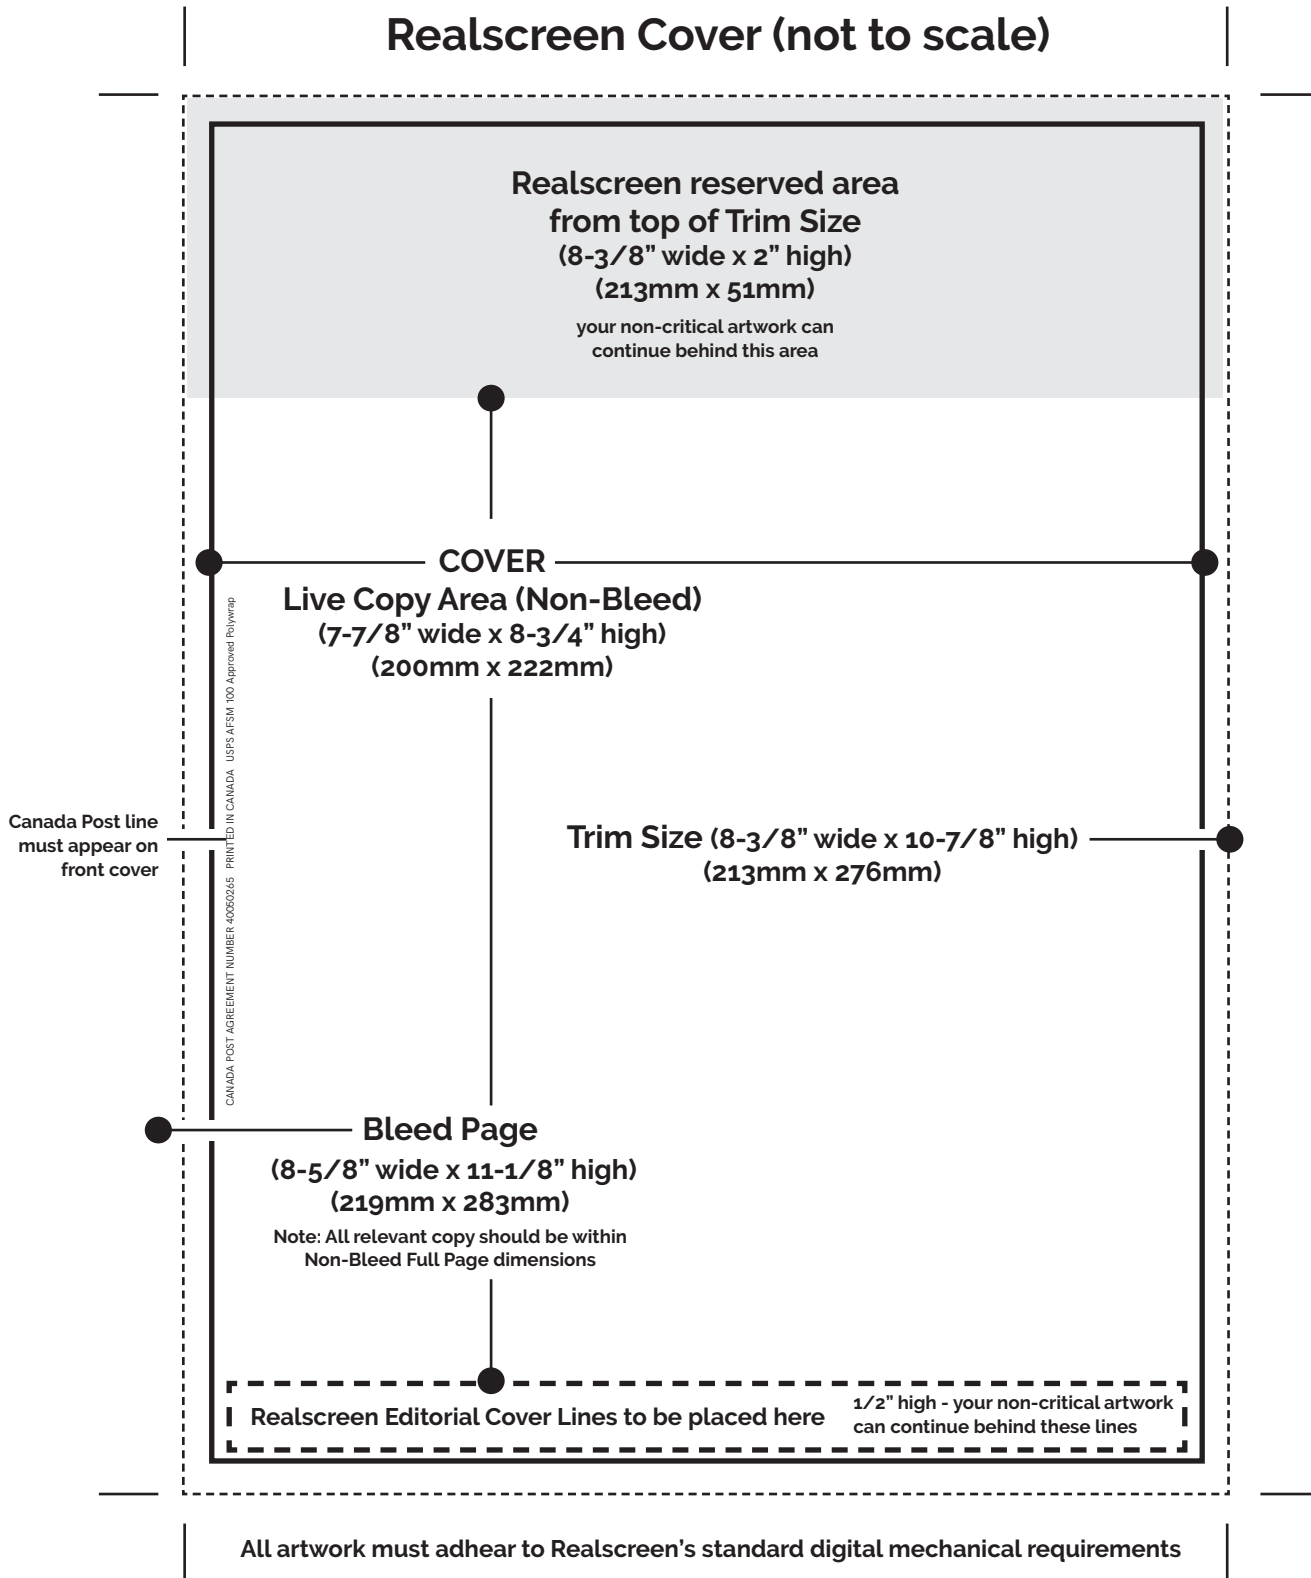 Realscreen Cover (not to scale)
Realscreen reserved area
from top of Trim Size
(8-3/8” wide x 2” high)
(213mm x 51mm)
your non-critical artwork can
continue behind this area
COVER
Live Copy Area (Non-Bleed)
(7-7/8” wide x 8-3/4” high)
(200mm x 222mm)
CANADA POST AGREEMENT NUMBER 40050265 PRINTED IN CANADA USPS AFSM 100 Approved Polywrap
Canada Post line
must appear on
front cover
Trim Size (8-3/8” wide x 10-7/8” high)
(213mm x 276mm)
Bleed Page
(8-5/8” wide x 11-1/8” high)
(219mm x 283mm)
Note: All relevant copy should be within
Non-Bleed Full Page dimensions
Realscreen Editorial Cover Lines to be placed here
1/2” high - your non-critical artwork
can continue behind these lines
All artwork must adhear to Realscreen’s standard digital mechanical requirements